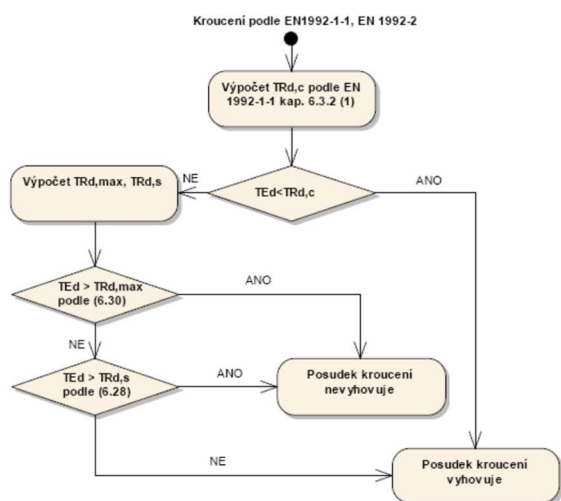 Kroucení podle EN1992-1-1, EN 1992-2
Výpočet TRd,c podle EN
1992-1-1 kap. 6.3.2 (1)
NE
ANO
Výpočet TRd,max, TRd,s
TEd<TRd,c
TEd > TRd,max
podle (6.30)
ANO
NE
TEd > TRd,s
podle (6.28)
ANO
Posudek kroucení
nevyhovuje
NE
Posudek kroucení
vyhovuje